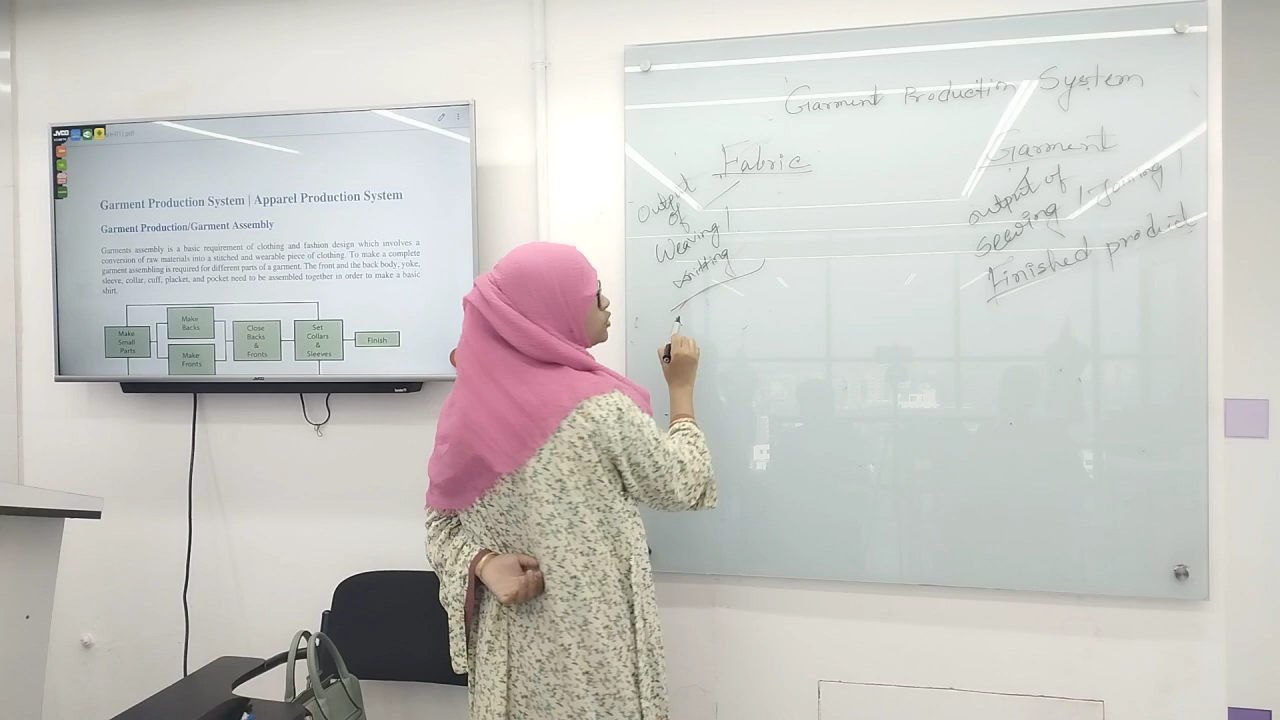 JVCO
Garment Production System | Apparel Production System
Garment Production/Garment Assembly
Garments assembly is a basic requirement of clothing and fashion design which involves a
conversion of raw materials into a stitched and wearable piece of clothing. To make a complete
garment assembling is required for different parts of a garment. The front and the back body, yoke,
sleeve, collar, cuff, placket, and pocket need to be assembled together in order to make a basic
shirt.
Make
Small
Parts
Make
Backs
Make
Fronts
Close
Backs
&
Fronts
Set
Collars
&
Sleeves
Finish
JVCO
Garment Production System
Fabric
Output
of
Weaving/
knitting
Garment
output of
sewing / joining /
Finished product